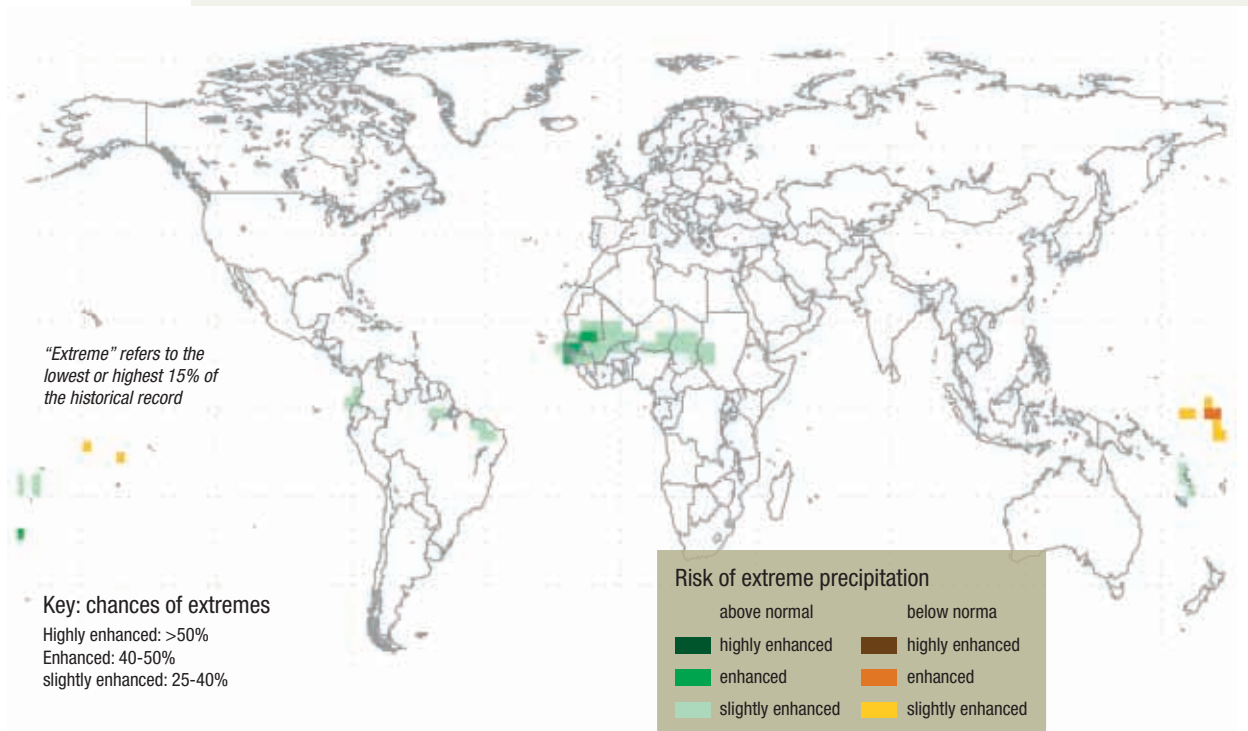 "Extreme" refers to the
lowest or highest 15% of
the historical record
Key: chances of extremes
Highly enhanced: >50%
Enhanced: 40-50%
slightly enhanced: 25-40%
Risk of extreme precipitation
above normal below norma
highly enhanced highly enhanced
enhanced enhanced
slightly enhanced slightly enhanced